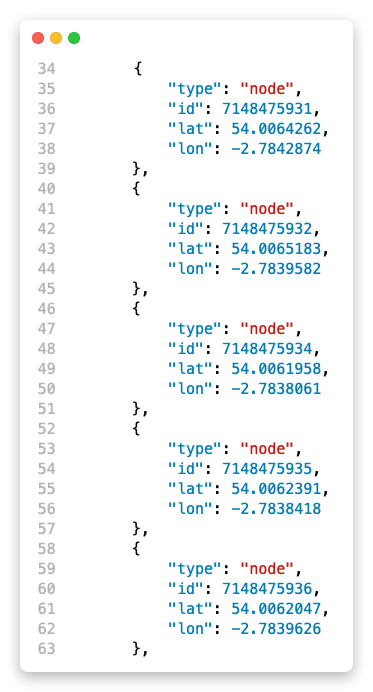 34 {
35 "type": "node",
36 "id": 7148475931,
37 "lat": 54.0064262,
38 "lon": -2.7842874
39 },
40 {
41 "type": "node",
42 "id": 7148475932,
43 "lat": 54.0065183,
44 "lon": -2.7839582
45 },
46 {
47 "type": "node",
48 "id": 7148475934,
49 "lat": 54.0061958,
50 "lon": -2.7838061
51 },
52 {
53 "type": "node",
54 "id": 7148475935,
55 "lat": 54.0062391,
56 "lon": -2.7838418
57 },
58 {
59 "type": "node",
60 "id": 7148475936,
61 "lat": 54.0062047,
62 "lon": -2.7839626
63 },